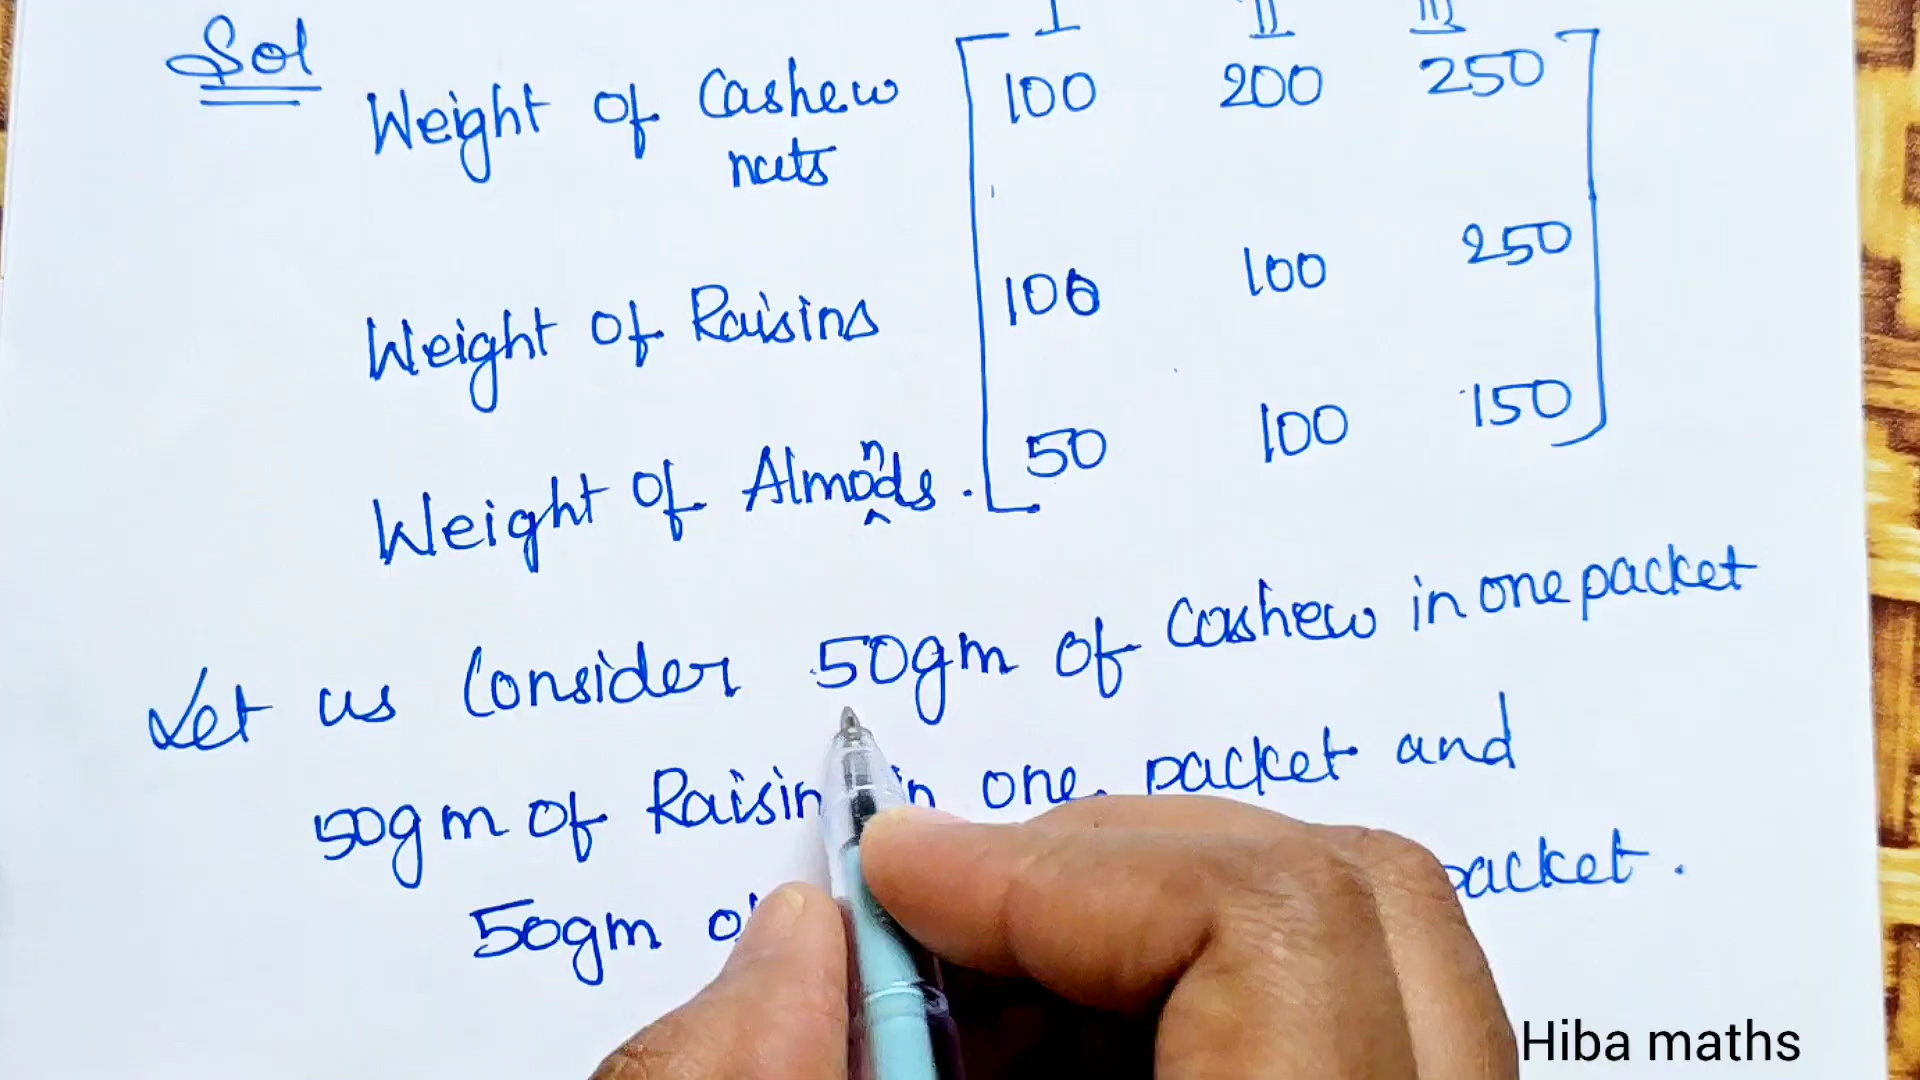 I II III
Sol
Weight of Cashew 100 200 250
nuts
Weight of Raisins 100 100 250
Weight of Almonds. 50 100 150
Let us Consider 50gm of Cashew in one packet
50gm of Raisin in one packet and
50gm packet.
Hiba maths